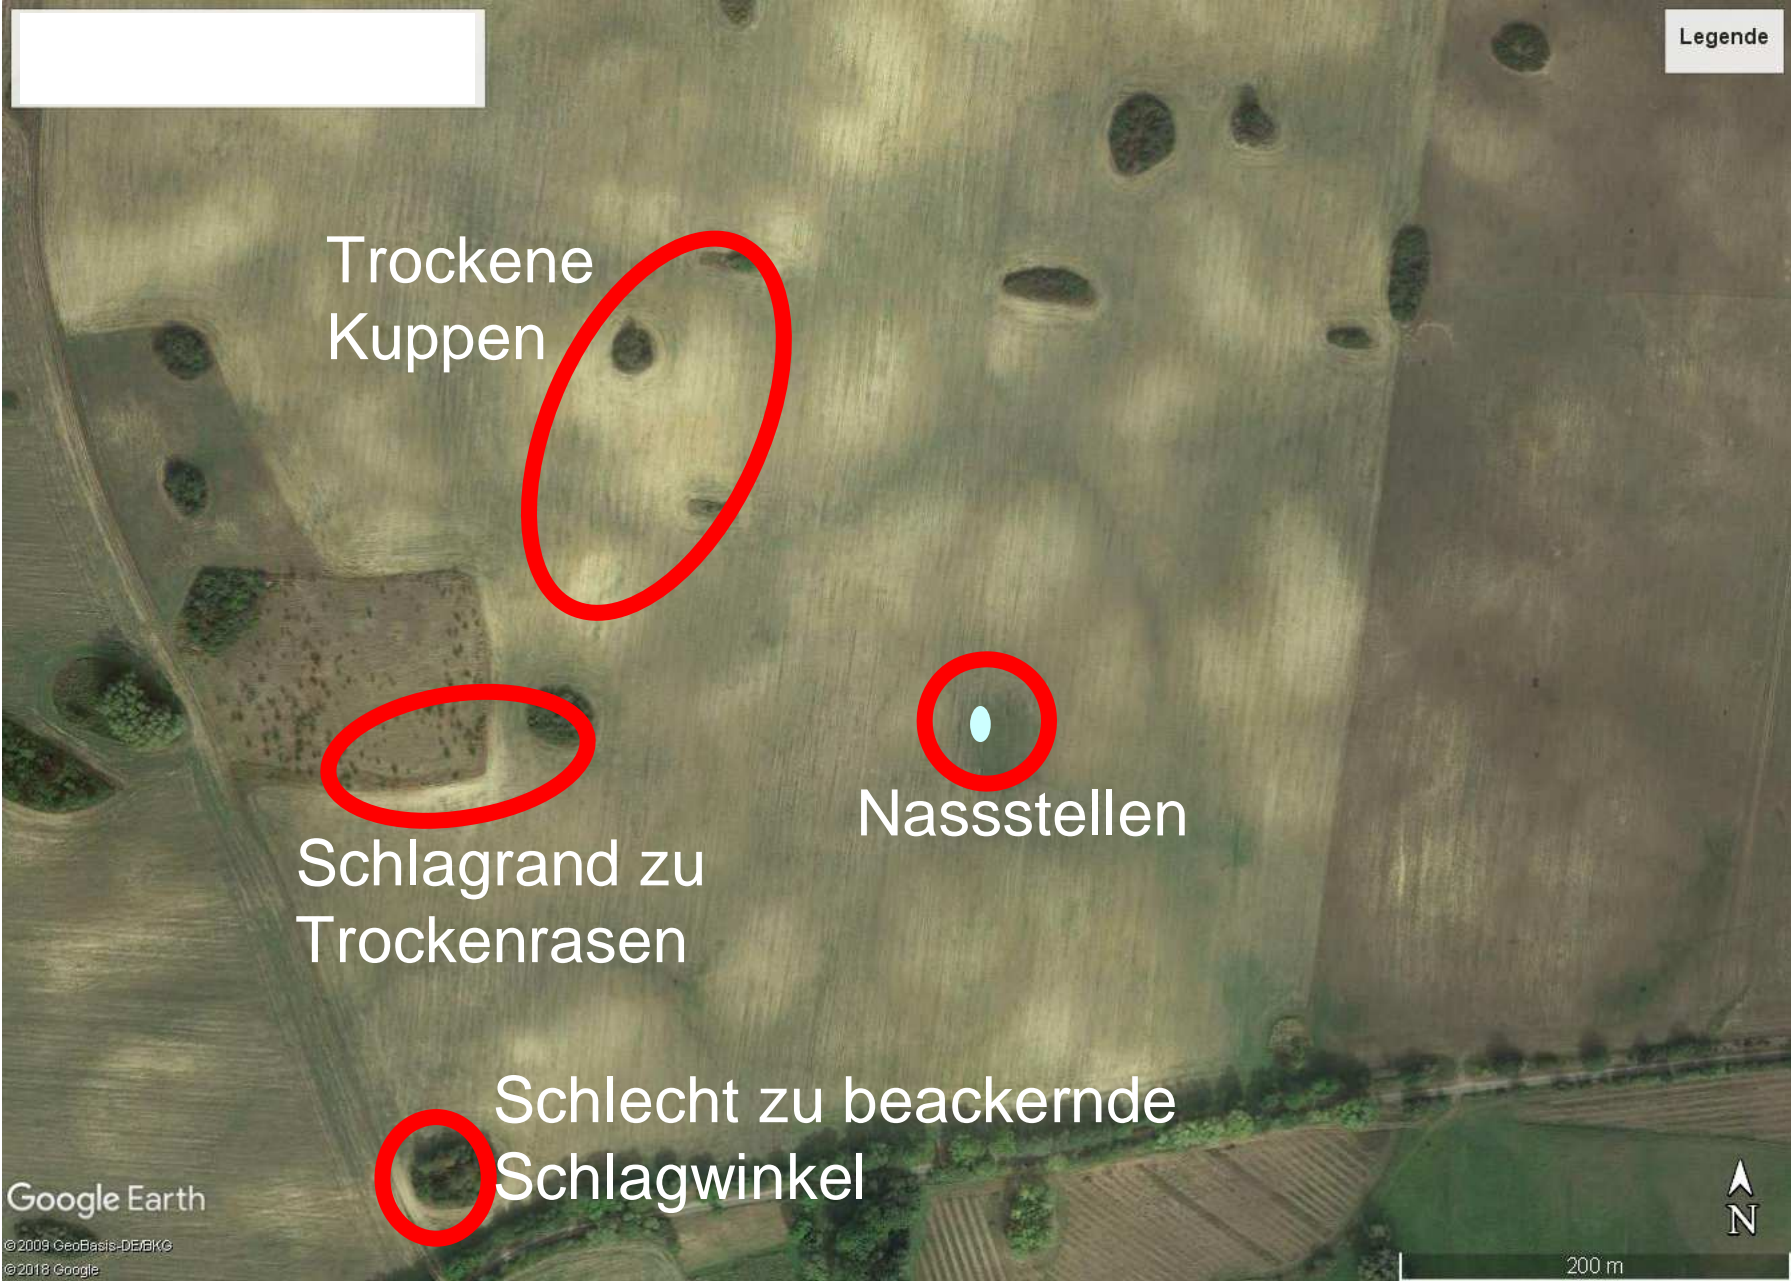 Legende
Trockene
Kuppen
Nassstellen
Schlagrand zu
Trockenrasen
Schlecht zu beackernde
Schlagwinkel
Google Earth
©2009 GeoBasis-DE/BKG
©2018 Google
N
200 m